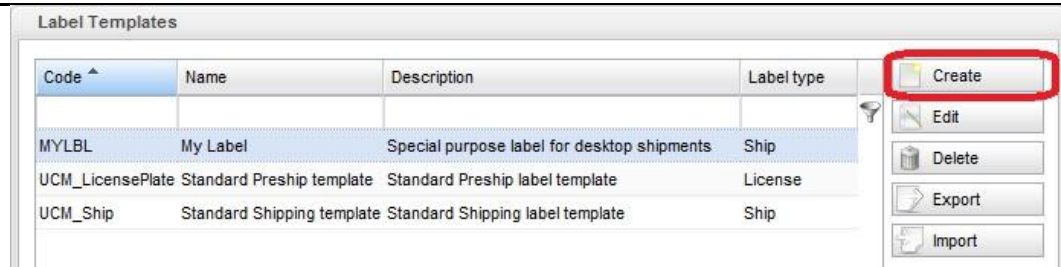 Label Templates
Code Name Description Label type
Create
Edit
MYLBL My Label Special purpose label for desktop shipments Ship
Delete
UCM_LicensePlate Standard Preship template Standard Preship label template License
Export
UCM_Ship Standard Shipping template Standard Shipping label template Ship
Import